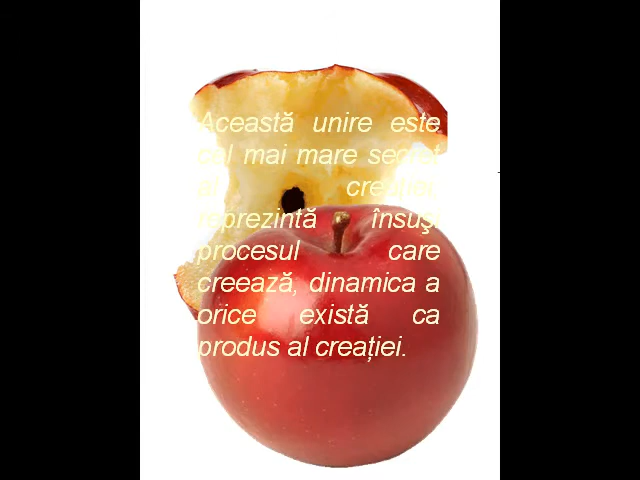 Această unire este
cel mai mare secret
al creației,
reprezintă însuşi
procesul care
creează, dinamica a
orice există ca
produs al creației.